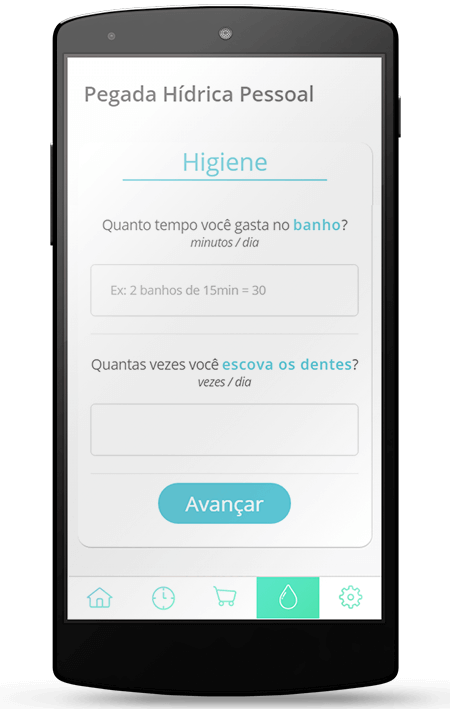 Pegada Hídrica Pessoal
Higiene
Quanto tempo você gasta no banho?
minutos / dia
Ex: 2 banhos de 15min = 30
Quantas vezes você escova os dentes?
vezes / dia
Avançar